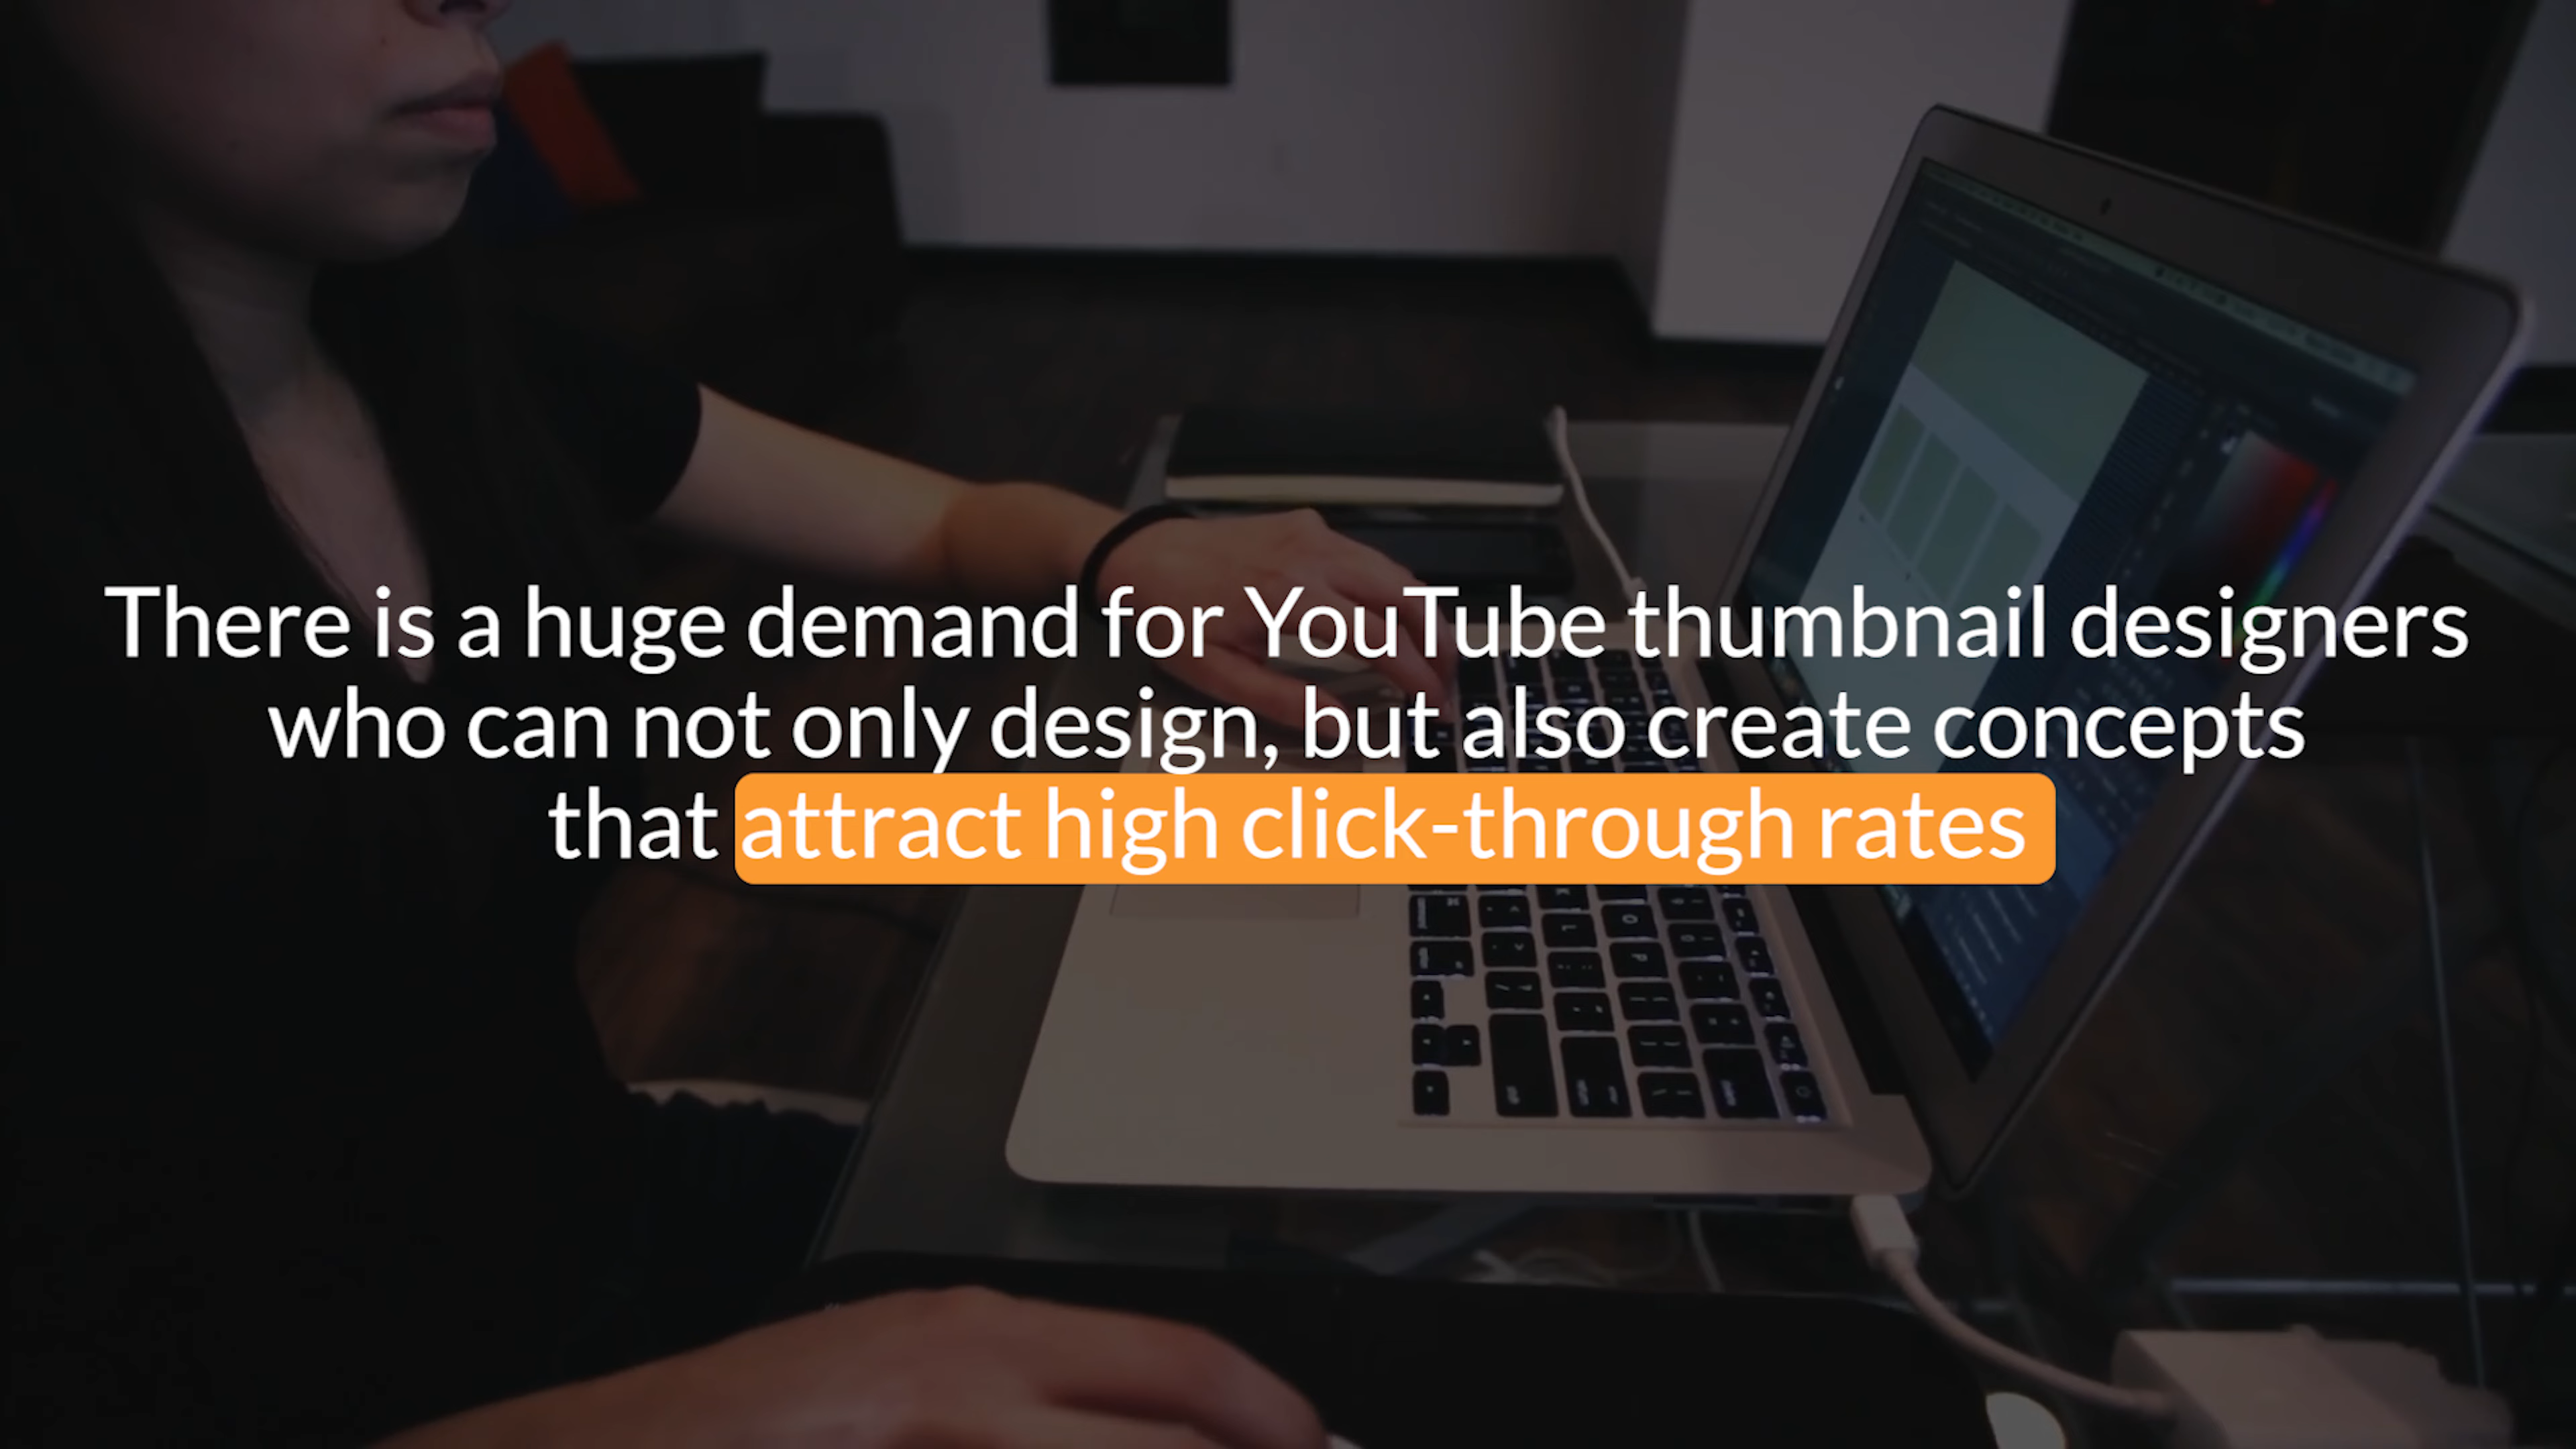 There is a huge demand for YouTube thumbnail designers
who can not only design, but also create concepts
that attract high click-through rates